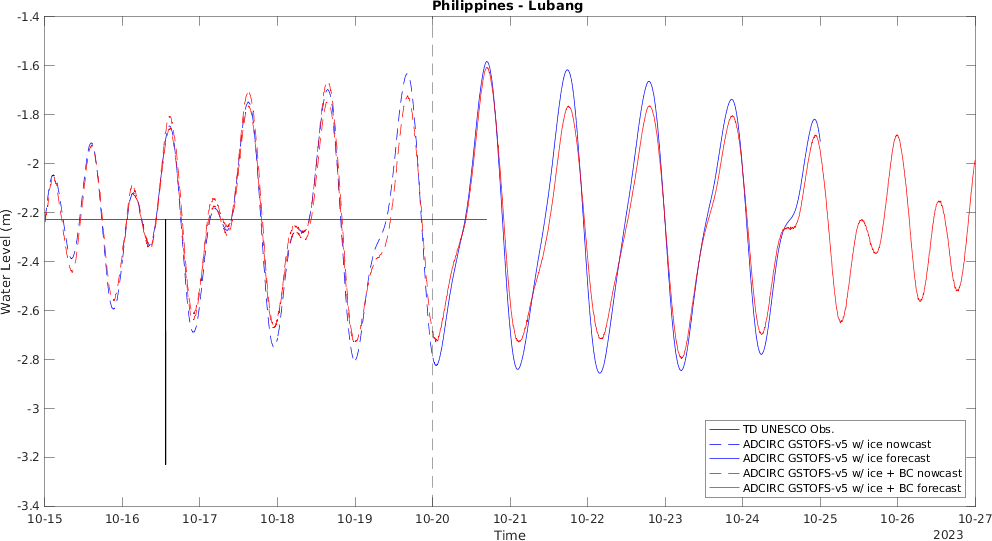 Philippines - Lubang
-1.4
-1.6
-1.8
-2
-2.2
-2.4
-2.6
-2.8
-3
-3.2
-3.4
Water Level (m)
TD UNESCO Obs.
ADCIRC GSTOFS-v5 w/ ice nowcast
ADCIRC GSTOFS-v5 w/ ice forecast
ADCIRC GSTOFS-v5 w/ ice + BC nowcast
ADCIRC GSTOFS-v5 w/ ice + BC forecast
10-15 10-16 10-17 10-18 10-19 10-20 10-21 10-22 10-23 10-24 10-25 10-26 10-27
Time
2023